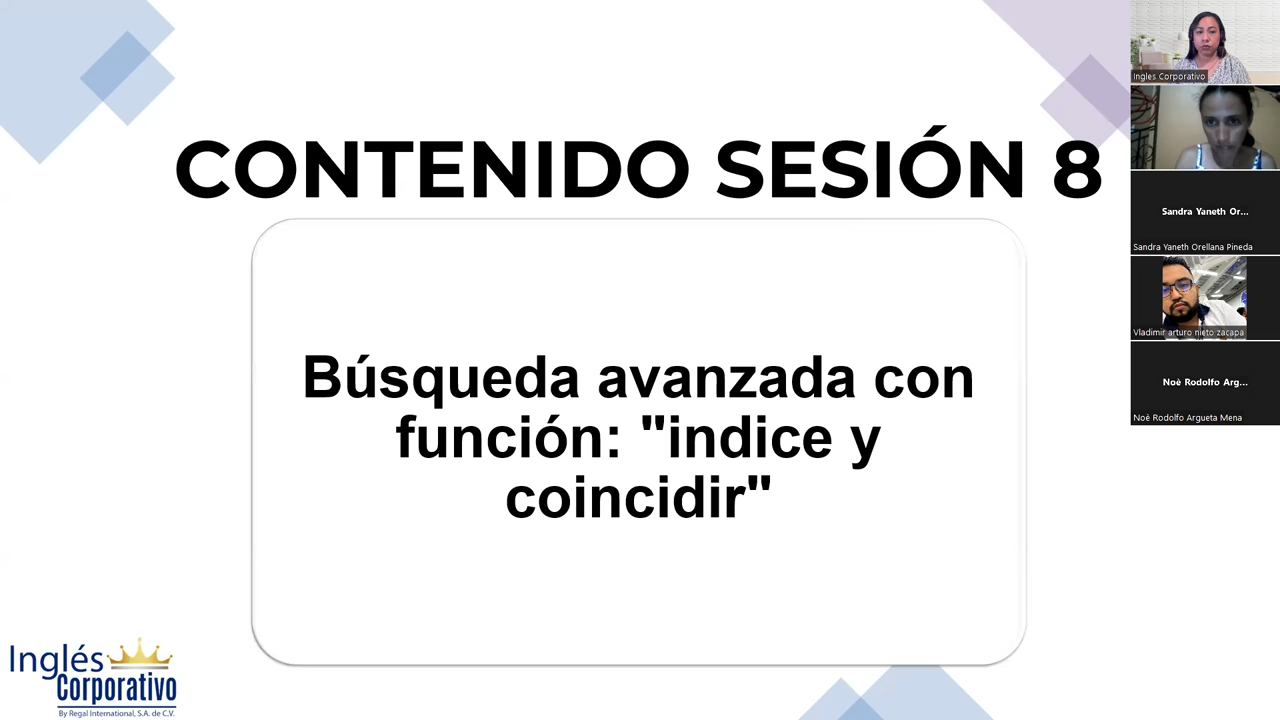 CONTENIDO SESIÓN 8
Búsqueda avanzada con
función: "indice y
coincidir"
Inglés
Corporativo
By Regal International, S.A. de C.V.
Ingles Corporativo
Sandra Yaneth Or...
Sandra Yaneth Orellana Pineda
Vladimir arturo nieto zacapa
Noè Rodolfo Arg...
Noè Rodolfo Argueta Mena